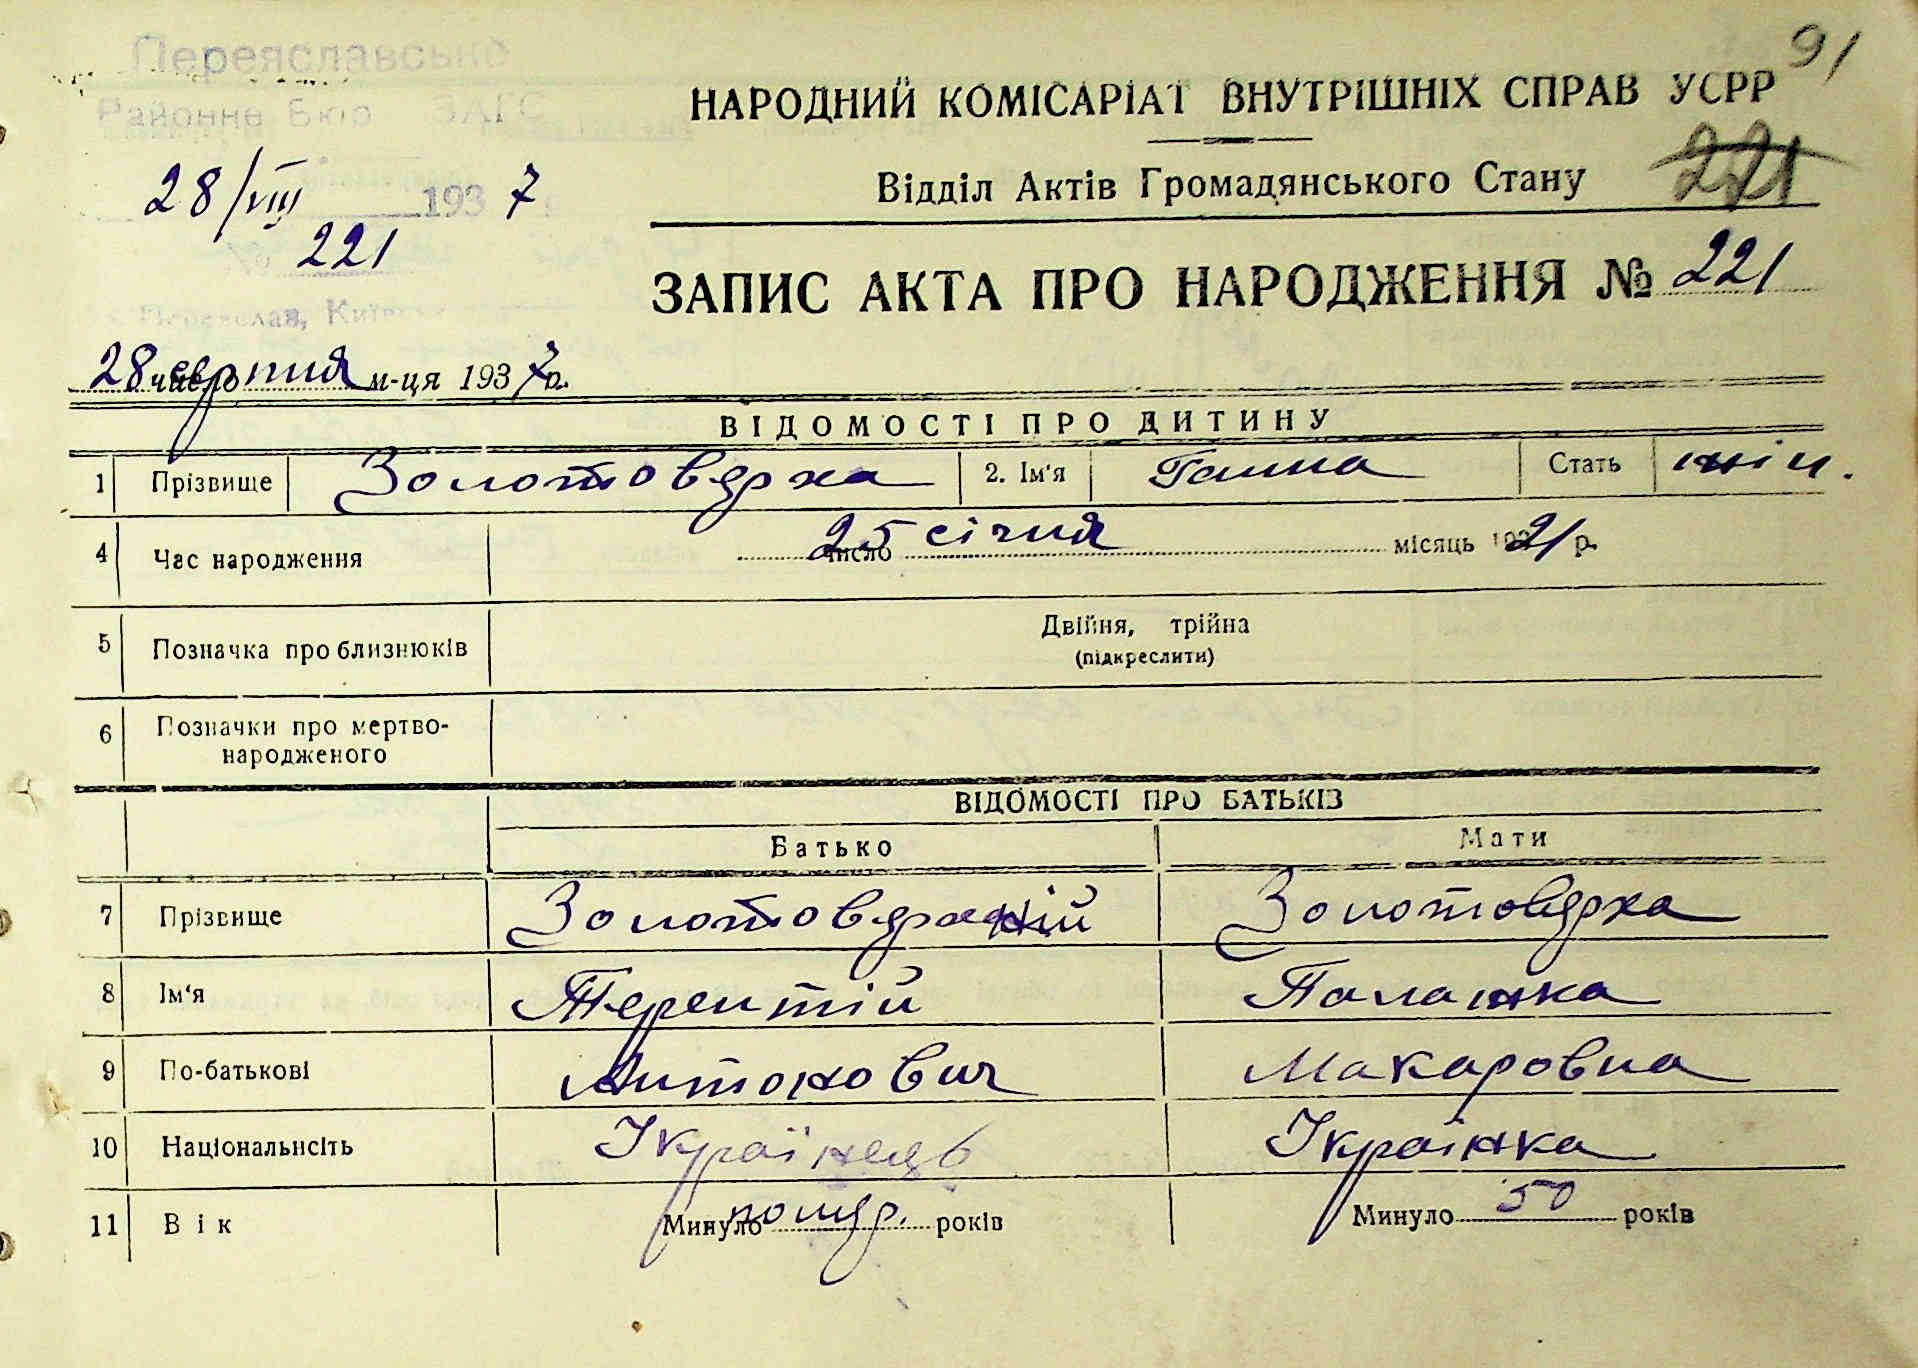 91
Переяславське
Районне Бюро ЗАГС
НАРОДНИЙ КОМІСАРІАТ ВНУТРІШНІХ СПРАВ УСРР
28/VIII 1937
Відділ Актів Громадянського Стану 221
221
ЗАПИС АКТА ПРО НАРОДЖЕННЯ № 221
Переяслав,
28 число серпня м-ця 1937 р.
ВІДОМОСТІ ПРО ДИТИНУ
1 Прізвище Золотоверха 2. Ім'я Ганна Стать жін.
4 Час народження 25 число січня місяць 1921 р.
5 Позначка про близнюків Двійня, трійна
(підкреслити)
6 Позначки про мертво-
народженого
ВІДОМОСТІ ПРО БАТЬКІВ
Батько Мати
7 Прізвище Золотоверхий Золотоверха
8 Ім'я Терентій Палажка
9 По-батькові Антонович Макаровна
10 Національність Українець Українка
11 Вік Минуло помер. років Минуло 50 років